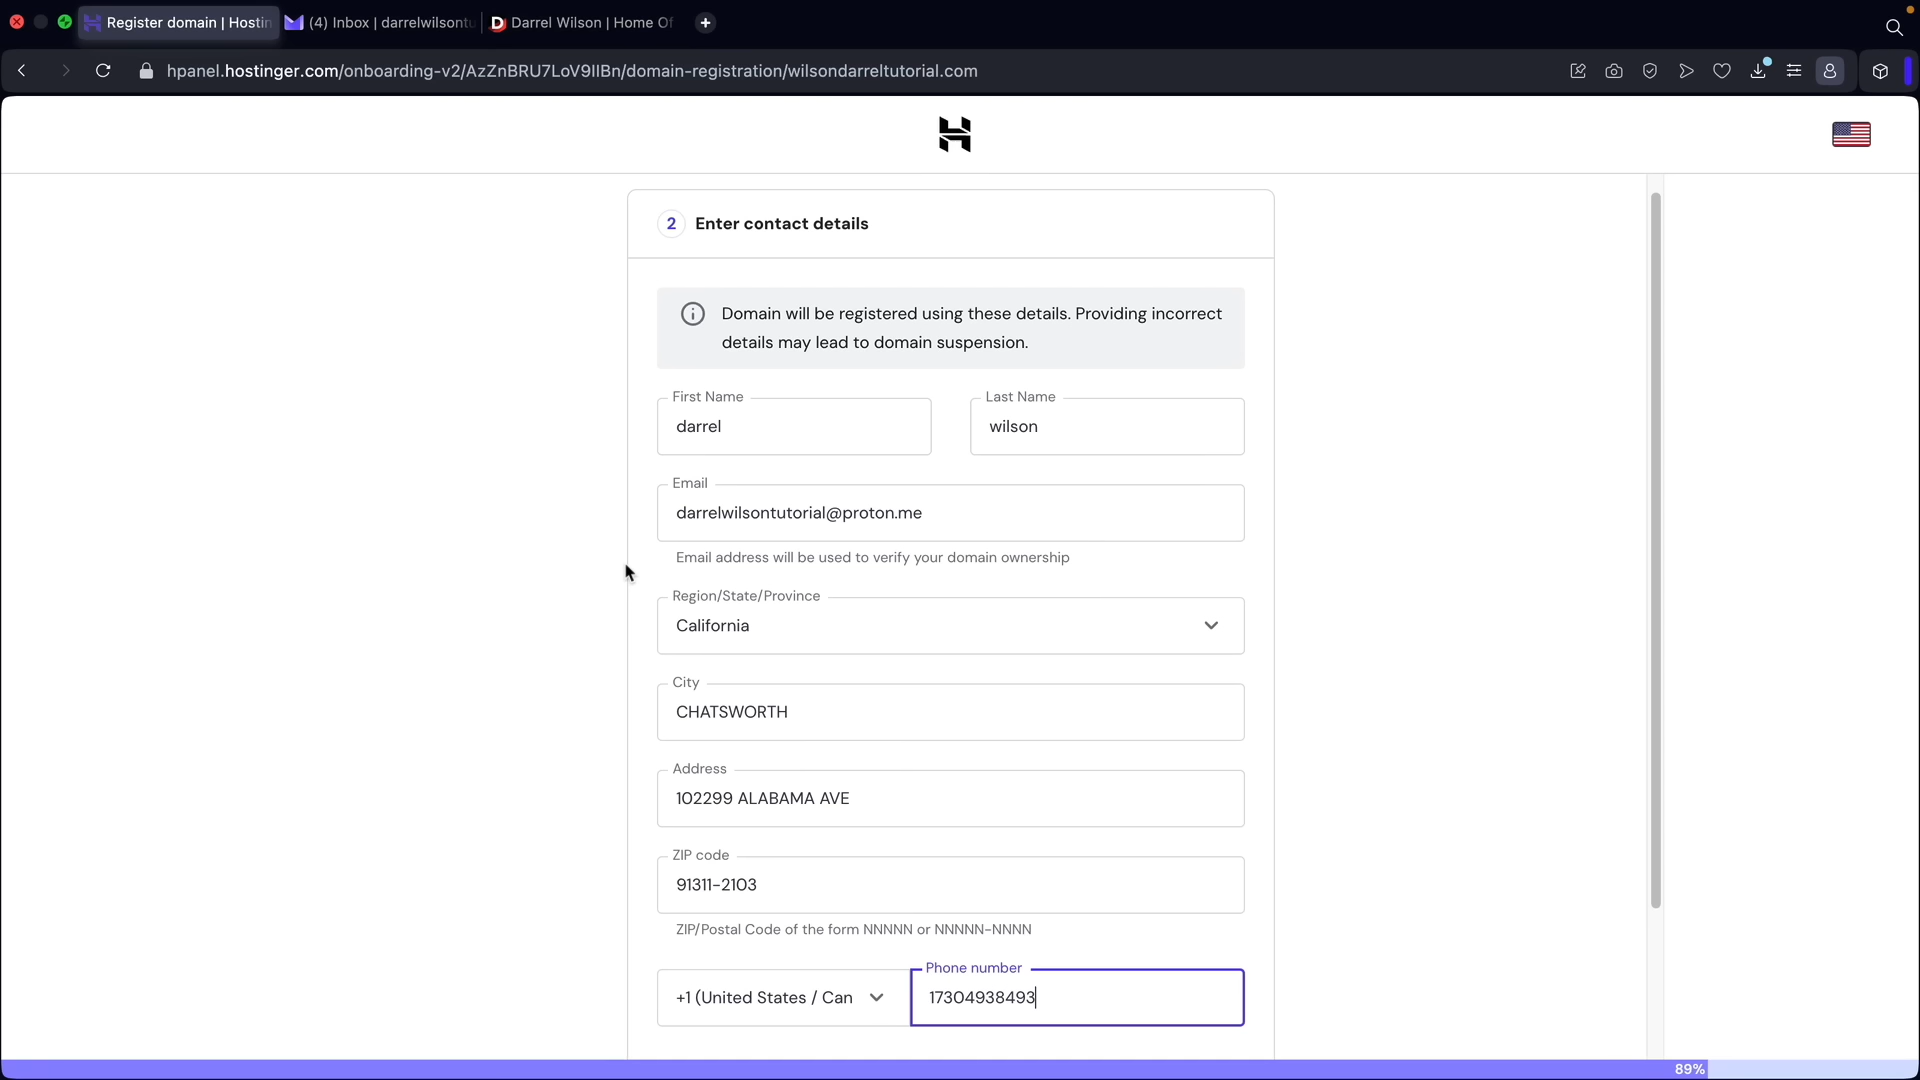 Register domain | Hostin
(4) Inbox | darrelwilsontu
Darrel Wilson | Home Of
hpanel.hostinger.com/onboarding-v2/AzZnBRU7LoV9IIBn/domain-registration/wilsondarreltutorial.com
2 Enter contact details
Domain will be registered using these details. Providing incorrect
details may lead to domain suspension.
First Name
Last Name
darrel
wilson
Email
darrelwilsontutorial@proton.me
Email address will be used to verify your domain ownership
Region/State/Province
California
City
CHATSWORTH
Address
102299 ALABAMA AVE
ZIP code
91311-2103
ZIP/Postal Code of the form NNNNN or NNNNN-NNNN
Phone number
+1 (United States / Can
17304938493
89%